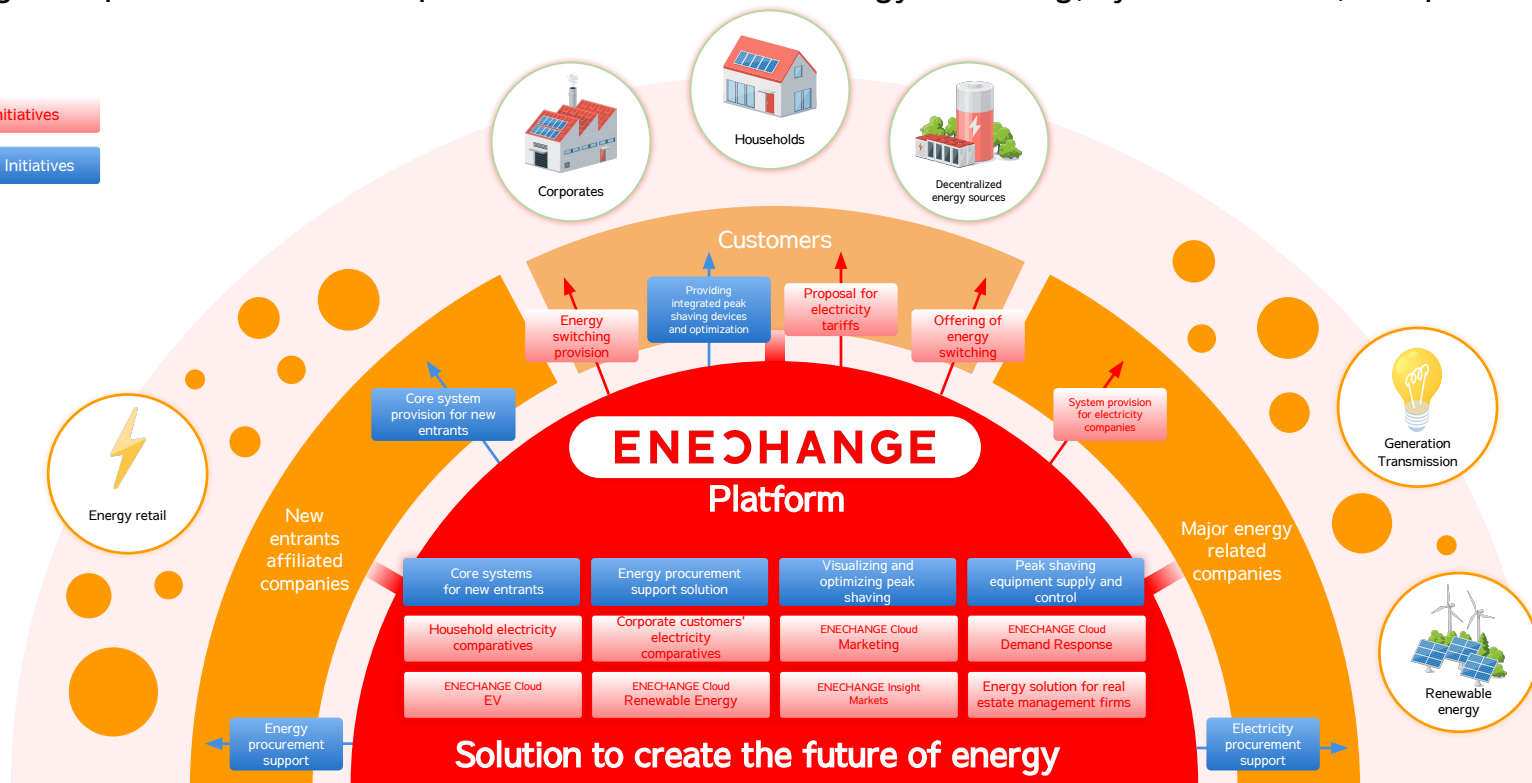 Initiatives
Initiatives
Corporates
Households
Decentralized
energy sources
Customers
Energy
switching
provision
Providing
integrated peak
shaving devices
and optimization
Proposal for
electricity
tariffs
Offering of
energy
switching
Core system
provision for new
entrants
System provision
for electricity
companies
Energy retail
Generation
Transmission
Renewable
energy
New
entrants
affiliated
companies
Major energy
related
companies
ENECHANGE
Platform
Core systems
for new entrants
Energy procurement
support solution
Visualizing and
optimizing peak
shaving
Peak shaving
equipment supply and
control
Household electricity
comparatives
Corporate customers'
electricity
comparatives
ENECHANGE Cloud
Marketing
ENECHANGE Cloud
Demand Response
ENECHANGE Cloud
EV
ENECHANGE Cloud
Renewable Energy
ENECHANGE Insight
Markets
Energy solution for real
estate management firms
Energy
procurement
support
Electricity
procurement
support
Solution to create the future of energy